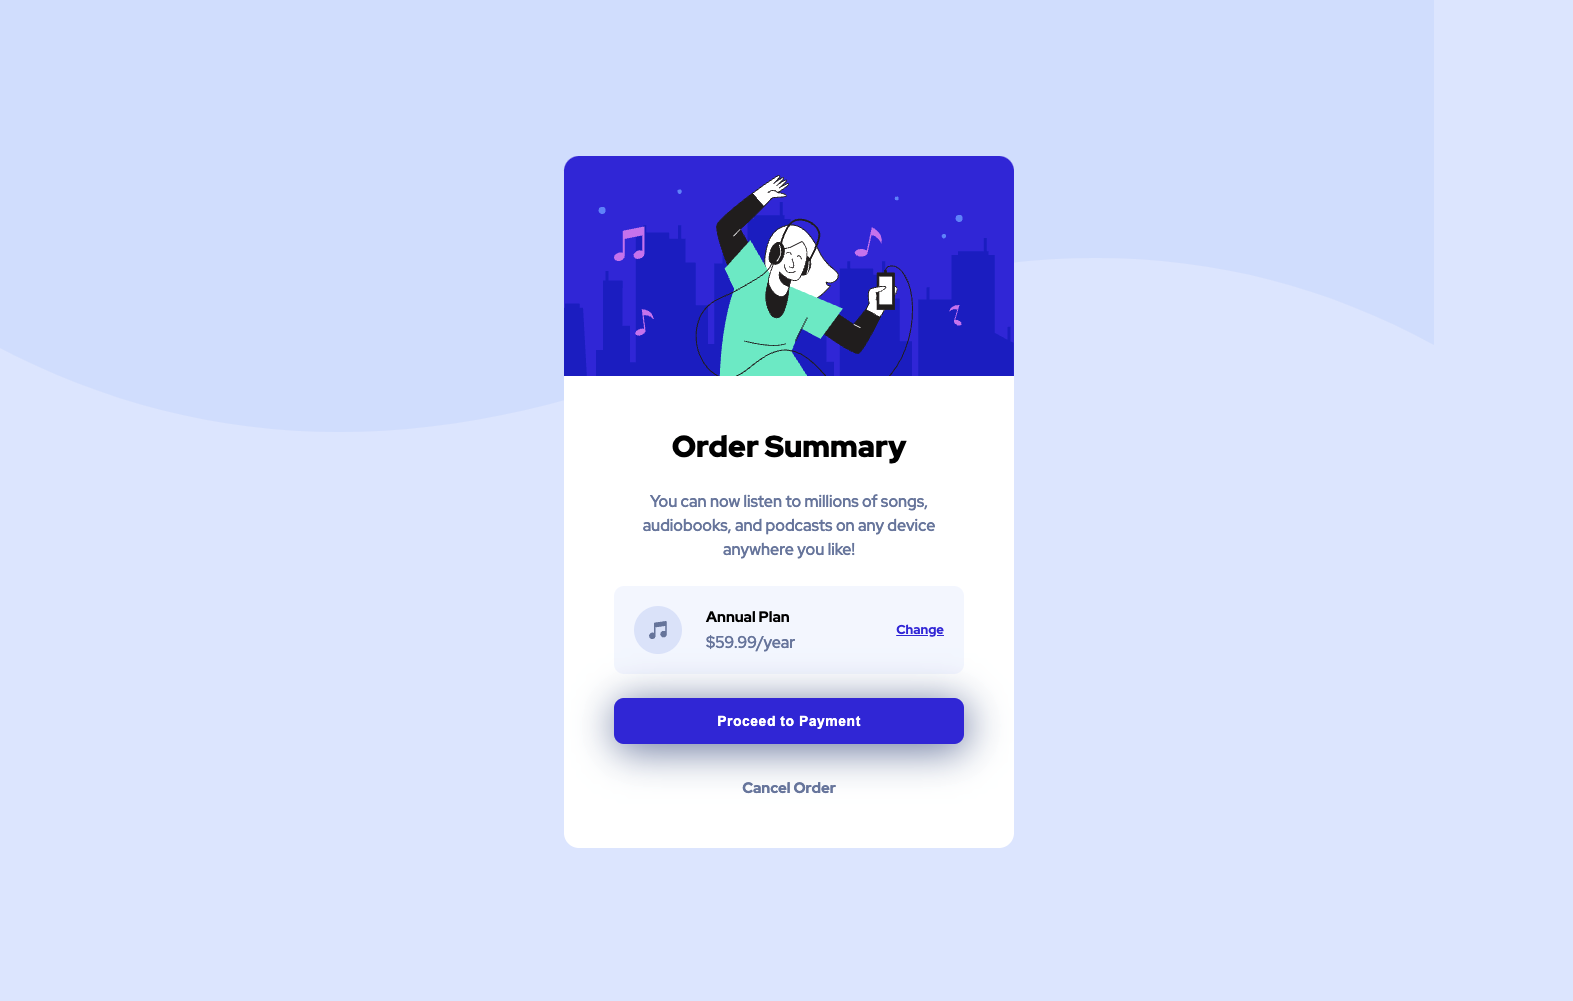 Order Summary
You can now listen to millions of songs,
audiobooks, and podcasts on any device
anywhere you like!
Annual Plan
$59.99/year
Change
Proceed to Payment
Cancel Order